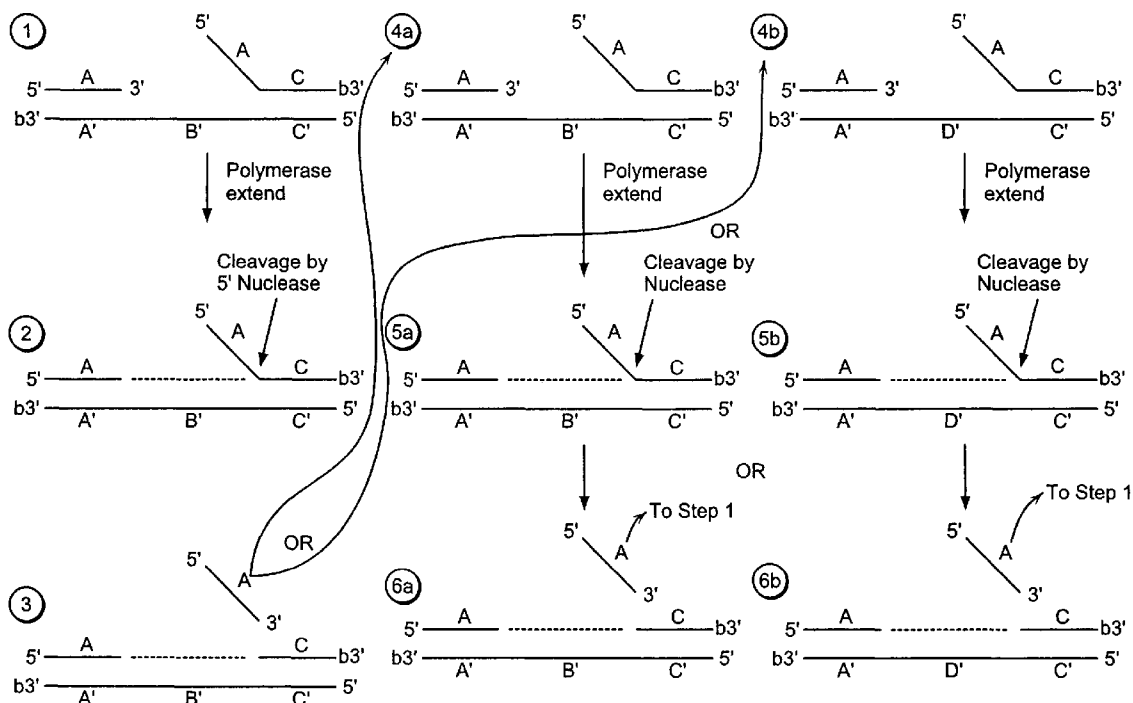 1
5'
A
C
5'
A
3'
b3'
b3'
A'
B'
C'
5'
Polymerase
extend
Cleavage by
5' Nuclease
2
5'
A
5'
A
C
b3'
b3'
A'
B'
C'
5'
3
5'
A
3'
OR
5'
A
C
b3'
b3'
A'
B'
C'
5'
4a
5'
A
C
5'
A
3'
b3'
b3'
A'
B'
C'
5'
Polymerase
extend
OR
Cleavage by
Nuclease
5a
5'
A
5'
A
C
b3'
b3'
A'
B'
C'
5'
OR
To Step 1
5'
A
3'
6a
5'
A
C
b3'
b3'
A'
B'
C'
5'
4b
5'
A
C
5'
A
3'
b3'
b3'
A'
D'
C'
5'
Polymerase
extend
Cleavage by
Nuclease
5b
5'
A
5'
A
C
b3'
b3'
A'
D'
C'
5'
To Step 1
5'
A
3'
6b
5'
A
C
b3'
b3'
A'
D'
C'
5'